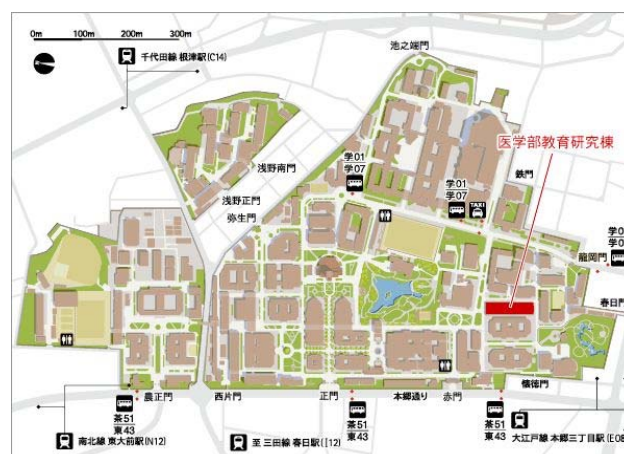 0m 100m 200m 300m 400m
千代田線 根津駅(C14)
池之端門
医学部教育研究棟
学01
学07
学01
学07
TAXI
鉄門
浅野南門
浅野正門
弥生門
龍岡門
春日門
懐徳門
農正門
西片門
正門
本郷通り
赤門
茶51
東43
茶51
東43
茶51
東43
南北線 東大前駅(N12)
至 三田線 春日駅(I12)
大江戸線 本郷三丁目駅(E08